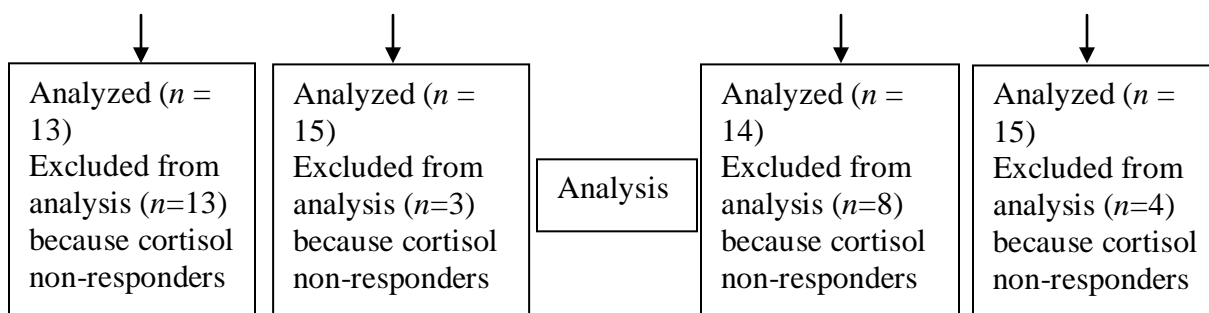 Analyzed (n =
13)
Excluded from
analysis (n=13)
because cortisol
non-responders
Analyzed (n =
15)
Excluded from
analysis (n=3)
because cortisol
non-responders
Analysis
Analyzed (n =
14)
Excluded from
analysis (n=8)
because cortisol
non-responders
Analyzed (n =
15)
Excluded from
analysis (n=4)
because cortisol
non-responders